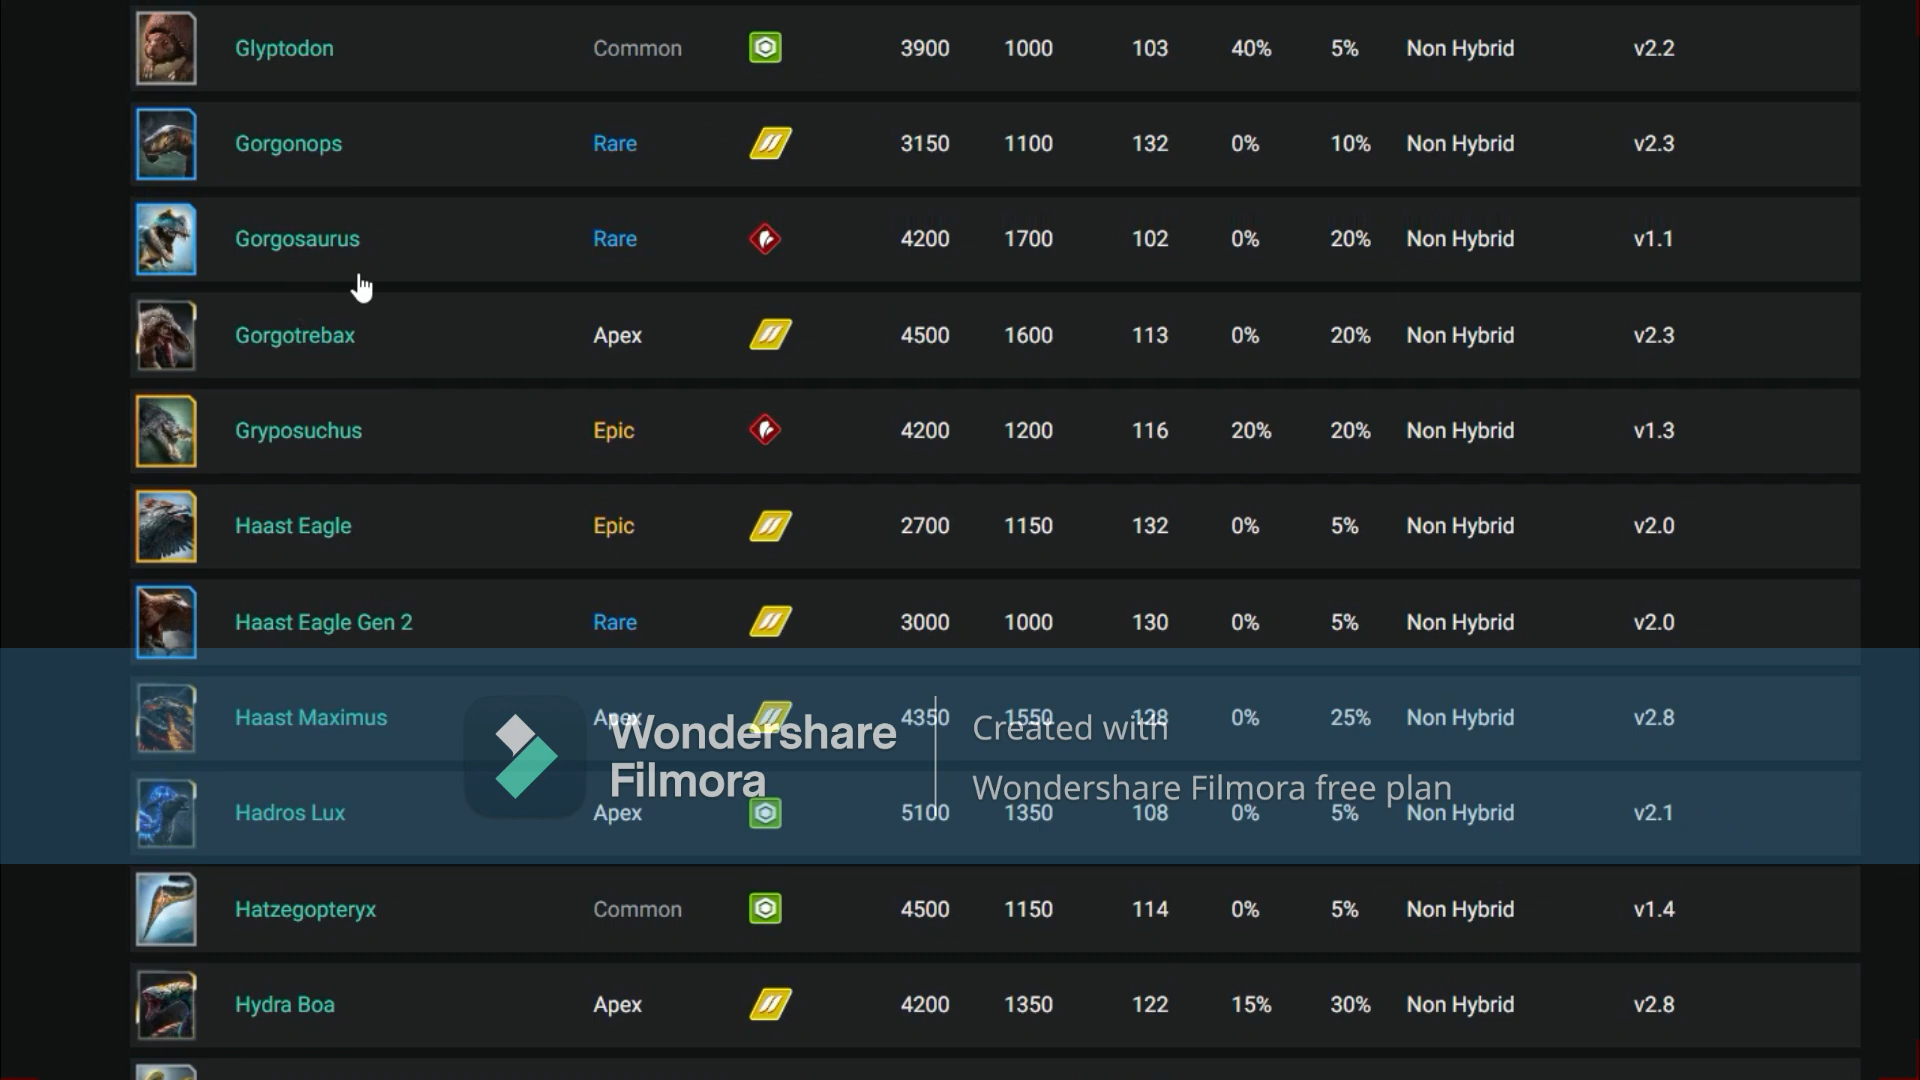 Glyptodon Common 3900 1000 103 40% 5% Non Hybrid v2.2
Gorgonops Rare 3150 1100 132 0% 10% Non Hybrid v2.3
Gorgosaurus Rare 4200 1700 102 0% 20% Non Hybrid v1.1
Gorgotrebax Apex 4500 1600 113 0% 20% Non Hybrid v2.3
Gryposuchus Epic 4200 1200 116 20% 20% Non Hybrid v1.3
Haast Eagle Epic 2700 1150 132 0% 5% Non Hybrid v2.0
Haast Eagle Gen 2 Rare 3000 1000 130 0% 5% Non Hybrid v2.0
Haast Maximus Apex 4350 1550 128 0% 25% Non Hybrid v2.8
Wondershare Created with
Filmora Wondershare Filmora free plan
Hadros Lux Apex 5100 1350 108 0% 5% Non Hybrid v2.1
Hatzegopteryx Common 4500 1150 114 0% 5% Non Hybrid v1.4
Hydra Boa Apex 4200 1350 122 15% 30% Non Hybrid v2.8